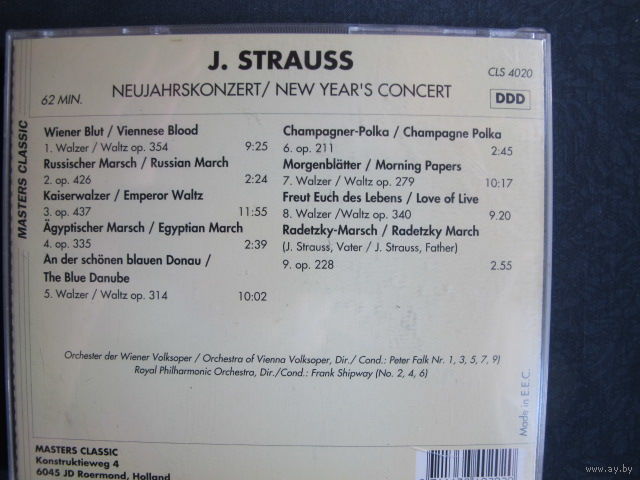 J. STRAUSS
CLS 4020
62 MIN.
NEUJAHRSKONZERT/ NEW YEAR'S CONCERT
DDD
MASTERS CLASSIC
Wiener Blut / Viennese Blood
1. Walzer / Waltz op. 354 9:25
Russischer Marsch / Russian March
2. op. 426 2:24
Kaiserwalzer / Emperor Waltz
3. op. 437 11:55
Ägyptischer Marsch / Egyptian March
4. op. 335 2:39
An der schönen blauen Donau /
The Blue Danube
5. Walzer / Waltz op. 314 10:02
Champagner-Polka / Champagne Polka
6. op. 211 2:45
Morgenblätter / Morning Papers
7. Walzer / Waltz op. 279 10:17
Freut Euch des Lebens / Love of Live
8. Walzer /Waltz op. 340 9.20
Radetzky-Marsch / Radetzky March
(J. Strauss, Vater / J. Strauss, Father)
9. op. 228 2.55
Orchester der Wiener Volksoper / Orchestra of Vienna Volksoper, Dir./ Cond.: Peter Falk Nr. 1, 3, 5, 7, 9)
Royal Philharmonic Orchestra, Dir./Cond.: Frank Shipway (No. 2, 4, 6)
Made in E.E.C.
MASTERS CLASSIC
Konstruktieweg 4
6045 JD Roermond, Holland
www.ay.by